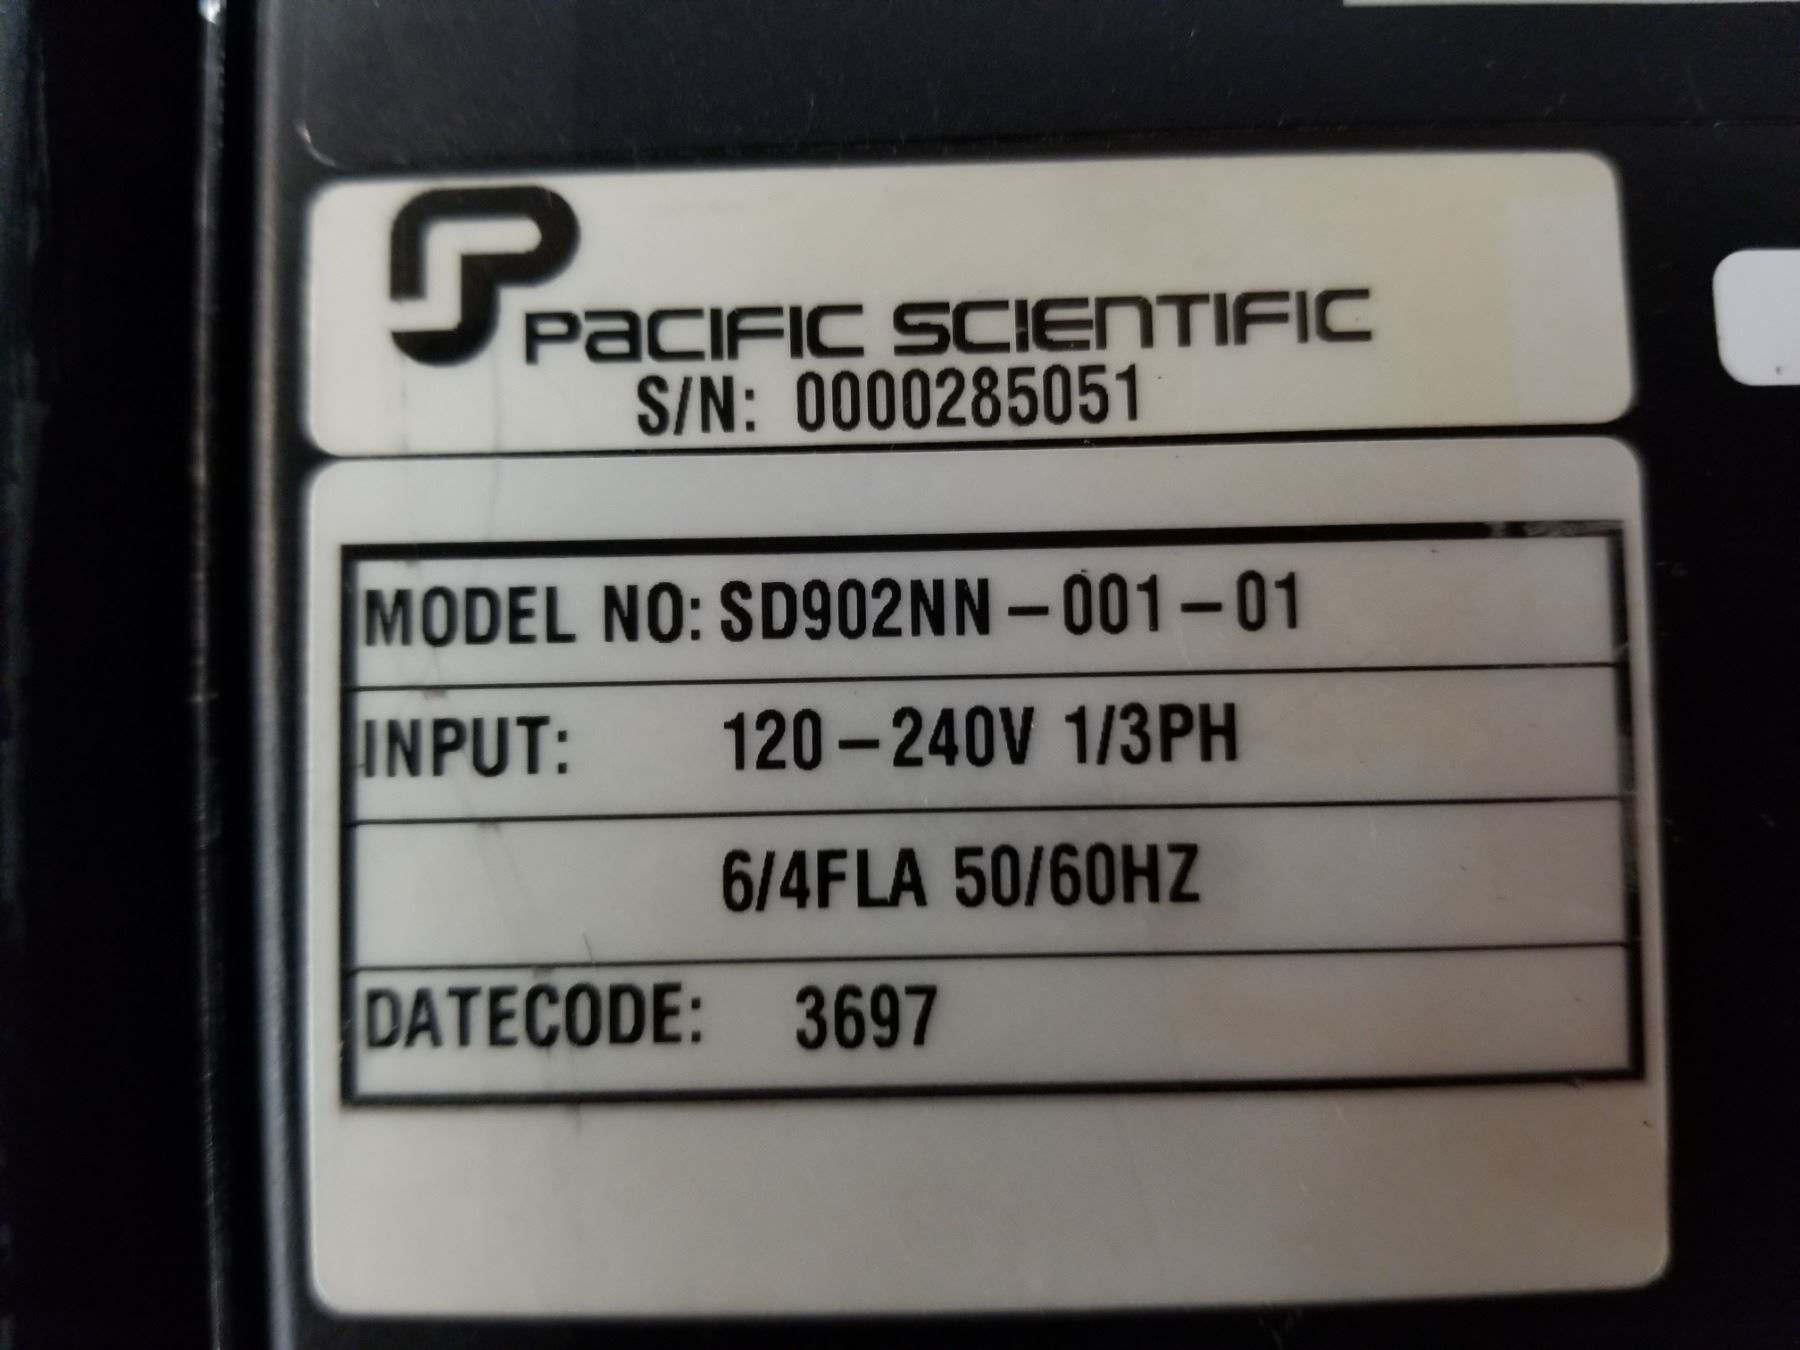 PACIFIC SCIENTIFIC
S/N: 0000285051
MODEL NO: SD902NN-001-01
INPUT: 120-240V 1/3PH
6/4FLA 50/60HZ
DATECODE: 3697